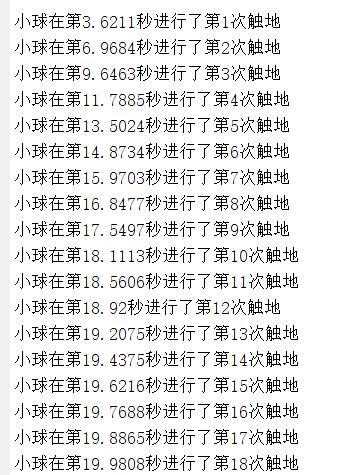 小球在第3.6211秒进行了第1次触地
小球在第6.9684秒进行了第2次触地
小球在第9.6463秒进行了第3次触地
小球在第11.7885秒进行了第4次触地
小球在第13.5024秒进行了第5次触地
小球在第14.8734秒进行了第6次触地
小球在第15.9703秒进行了第7次触地
小球在第16.8477秒进行了第8次触地
小球在第17.5497秒进行了第9次触地
小球在第18.1113秒进行了第10次触地
小球在第18.5606秒进行了第11次触地
小球在第18.92秒进行了第12次触地
小球在第19.2075秒进行了第13次触地
小球在第19.4375秒进行了第14次触地
小球在第19.6216秒进行了第15次触地
小球在第19.7688秒进行了第16次触地
小球在第19.8865秒进行了第17次触地
小球在第19.9808秒进行了第18次触地